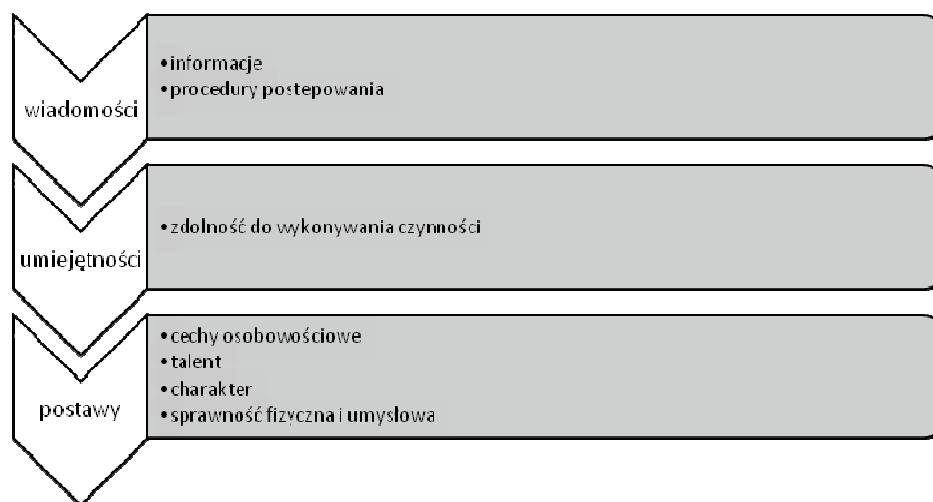 wiadomości
•informacje
•procedury postepowania
umiejętności
•zdolność do wykonywania czynności
postawy
•cechy osobowościowe
•talent
•charakter
•sprawność fizyczna i umysłowa